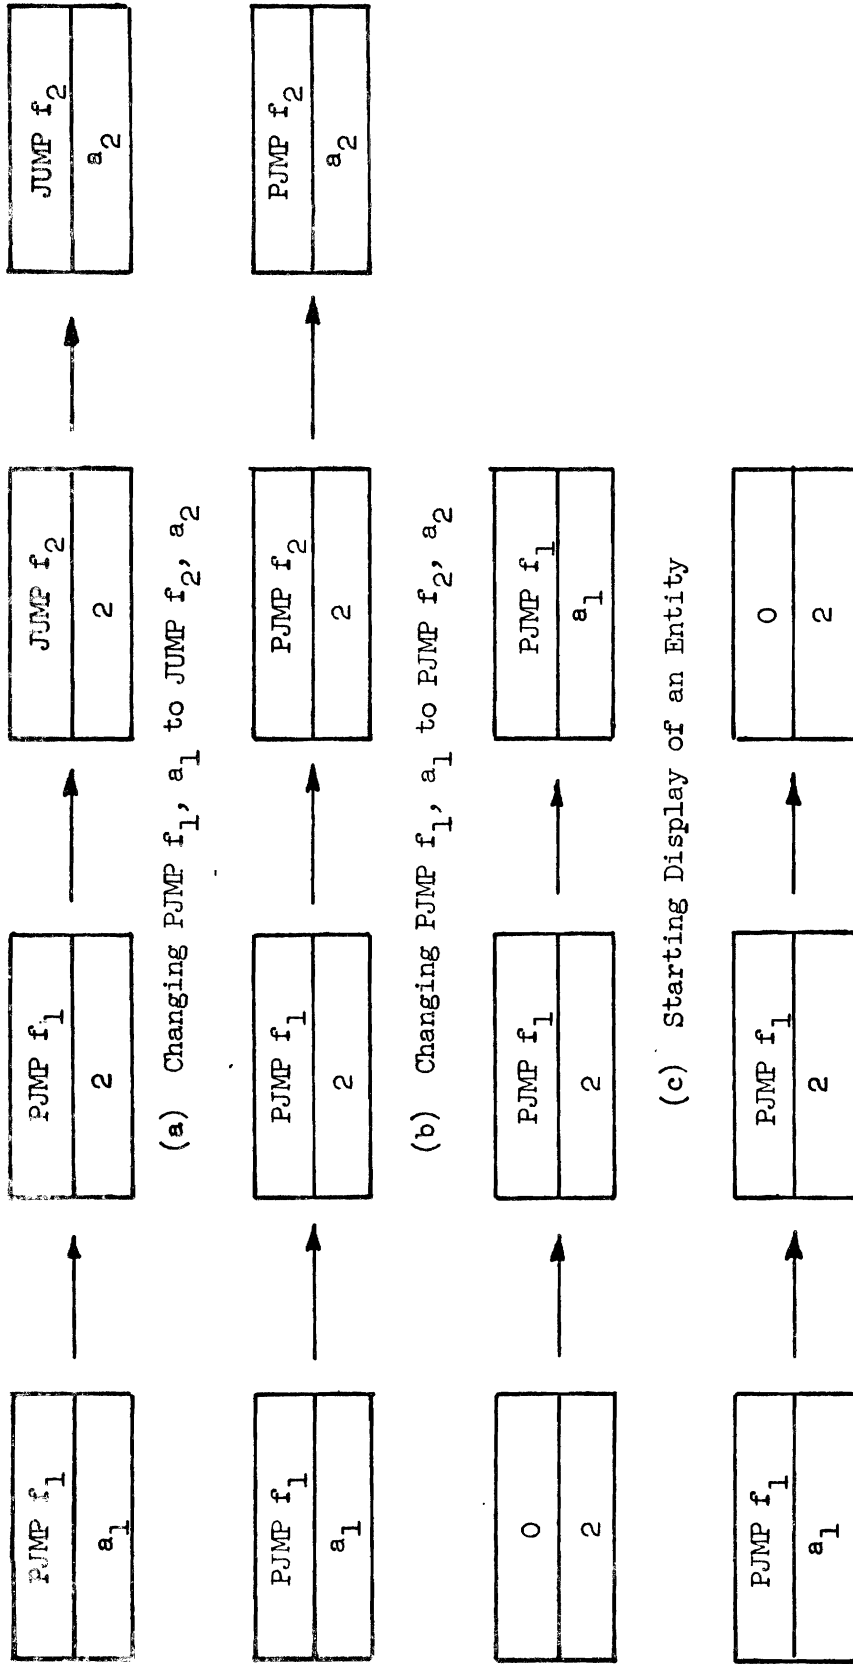 PJMP f₁ PJMP f₁ JUMP f₂ JUMP f₂
a₁ 2 2 a₂
(a) Changing PJMP f₁, a₁ to JUMP f₂, a₂
PJMP f₁ PJMP f₁ PJMP f₂ PJMP f₂
a₁ 2 2 a₂
(b) Changing PJMP f₁, a₁ to PJMP f₂, a₂
0 PJMP f₁ PJMP f₁
2 2 a₁
(c) Starting Display of an Entity
PJMP f₁ PJMP f₁ 0
a₁ 2 2